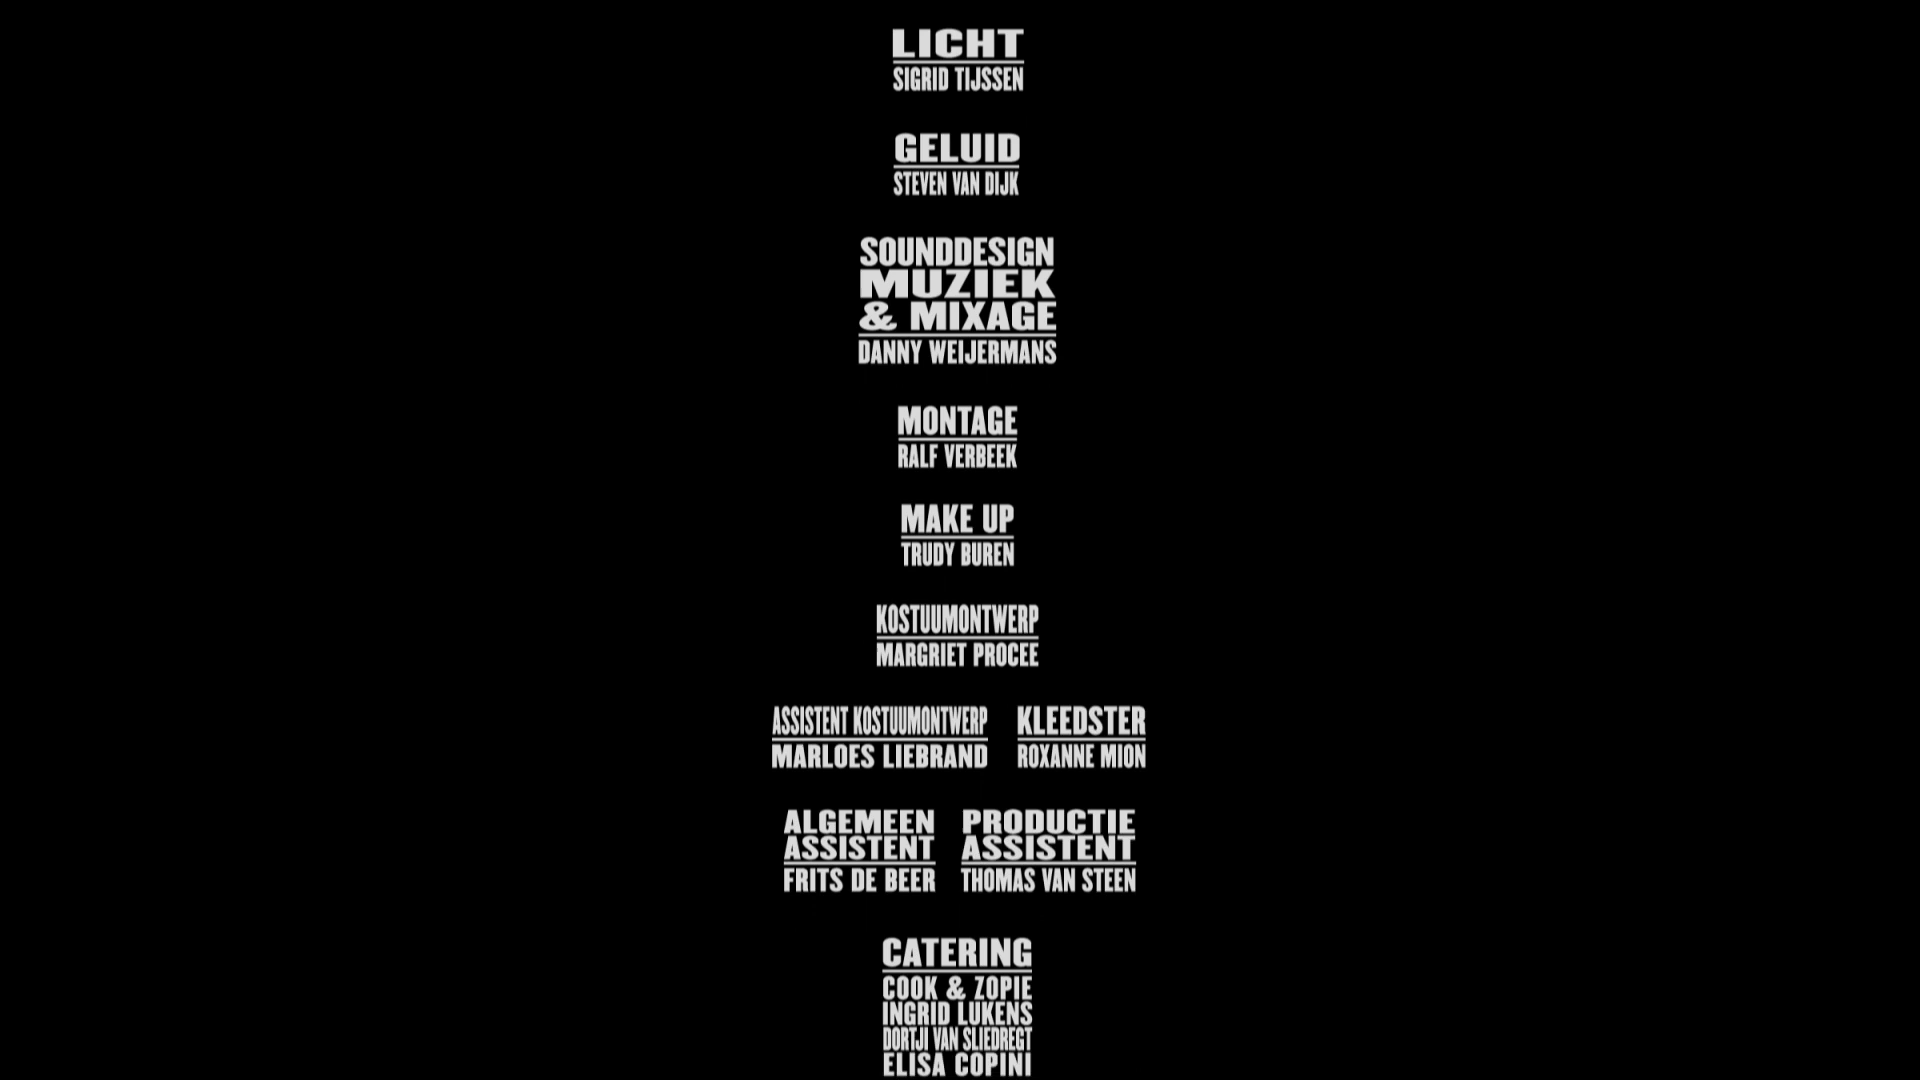 LICHT
SIGRID TIJSSEN
GELUID
STEVEN VAN DIJK
SOUNDDESIGN
MUZIEK
& MIXAGE
DANNY WEIJERMANS
MONTAGE
RALF VERBEEK
MAKE UP
TRUDY BUREN
KOSTUUMONTWERP
MARGRIET PROCEE
ASSISTENT KOSTUUMONTWERP
MARLOES LIEBRAND
KLEEDSTER
ROXANNE MION
ALGEMEEN
ASSISTENT
FRITS DE BEER
PRODUCTIE
ASSISTENT
THOMAS VAN STEEN
CATERING
COOK & ZOPIE
INGRID LUKENS
DORTJI VAN SLIEDREGT
ELISA COPINI